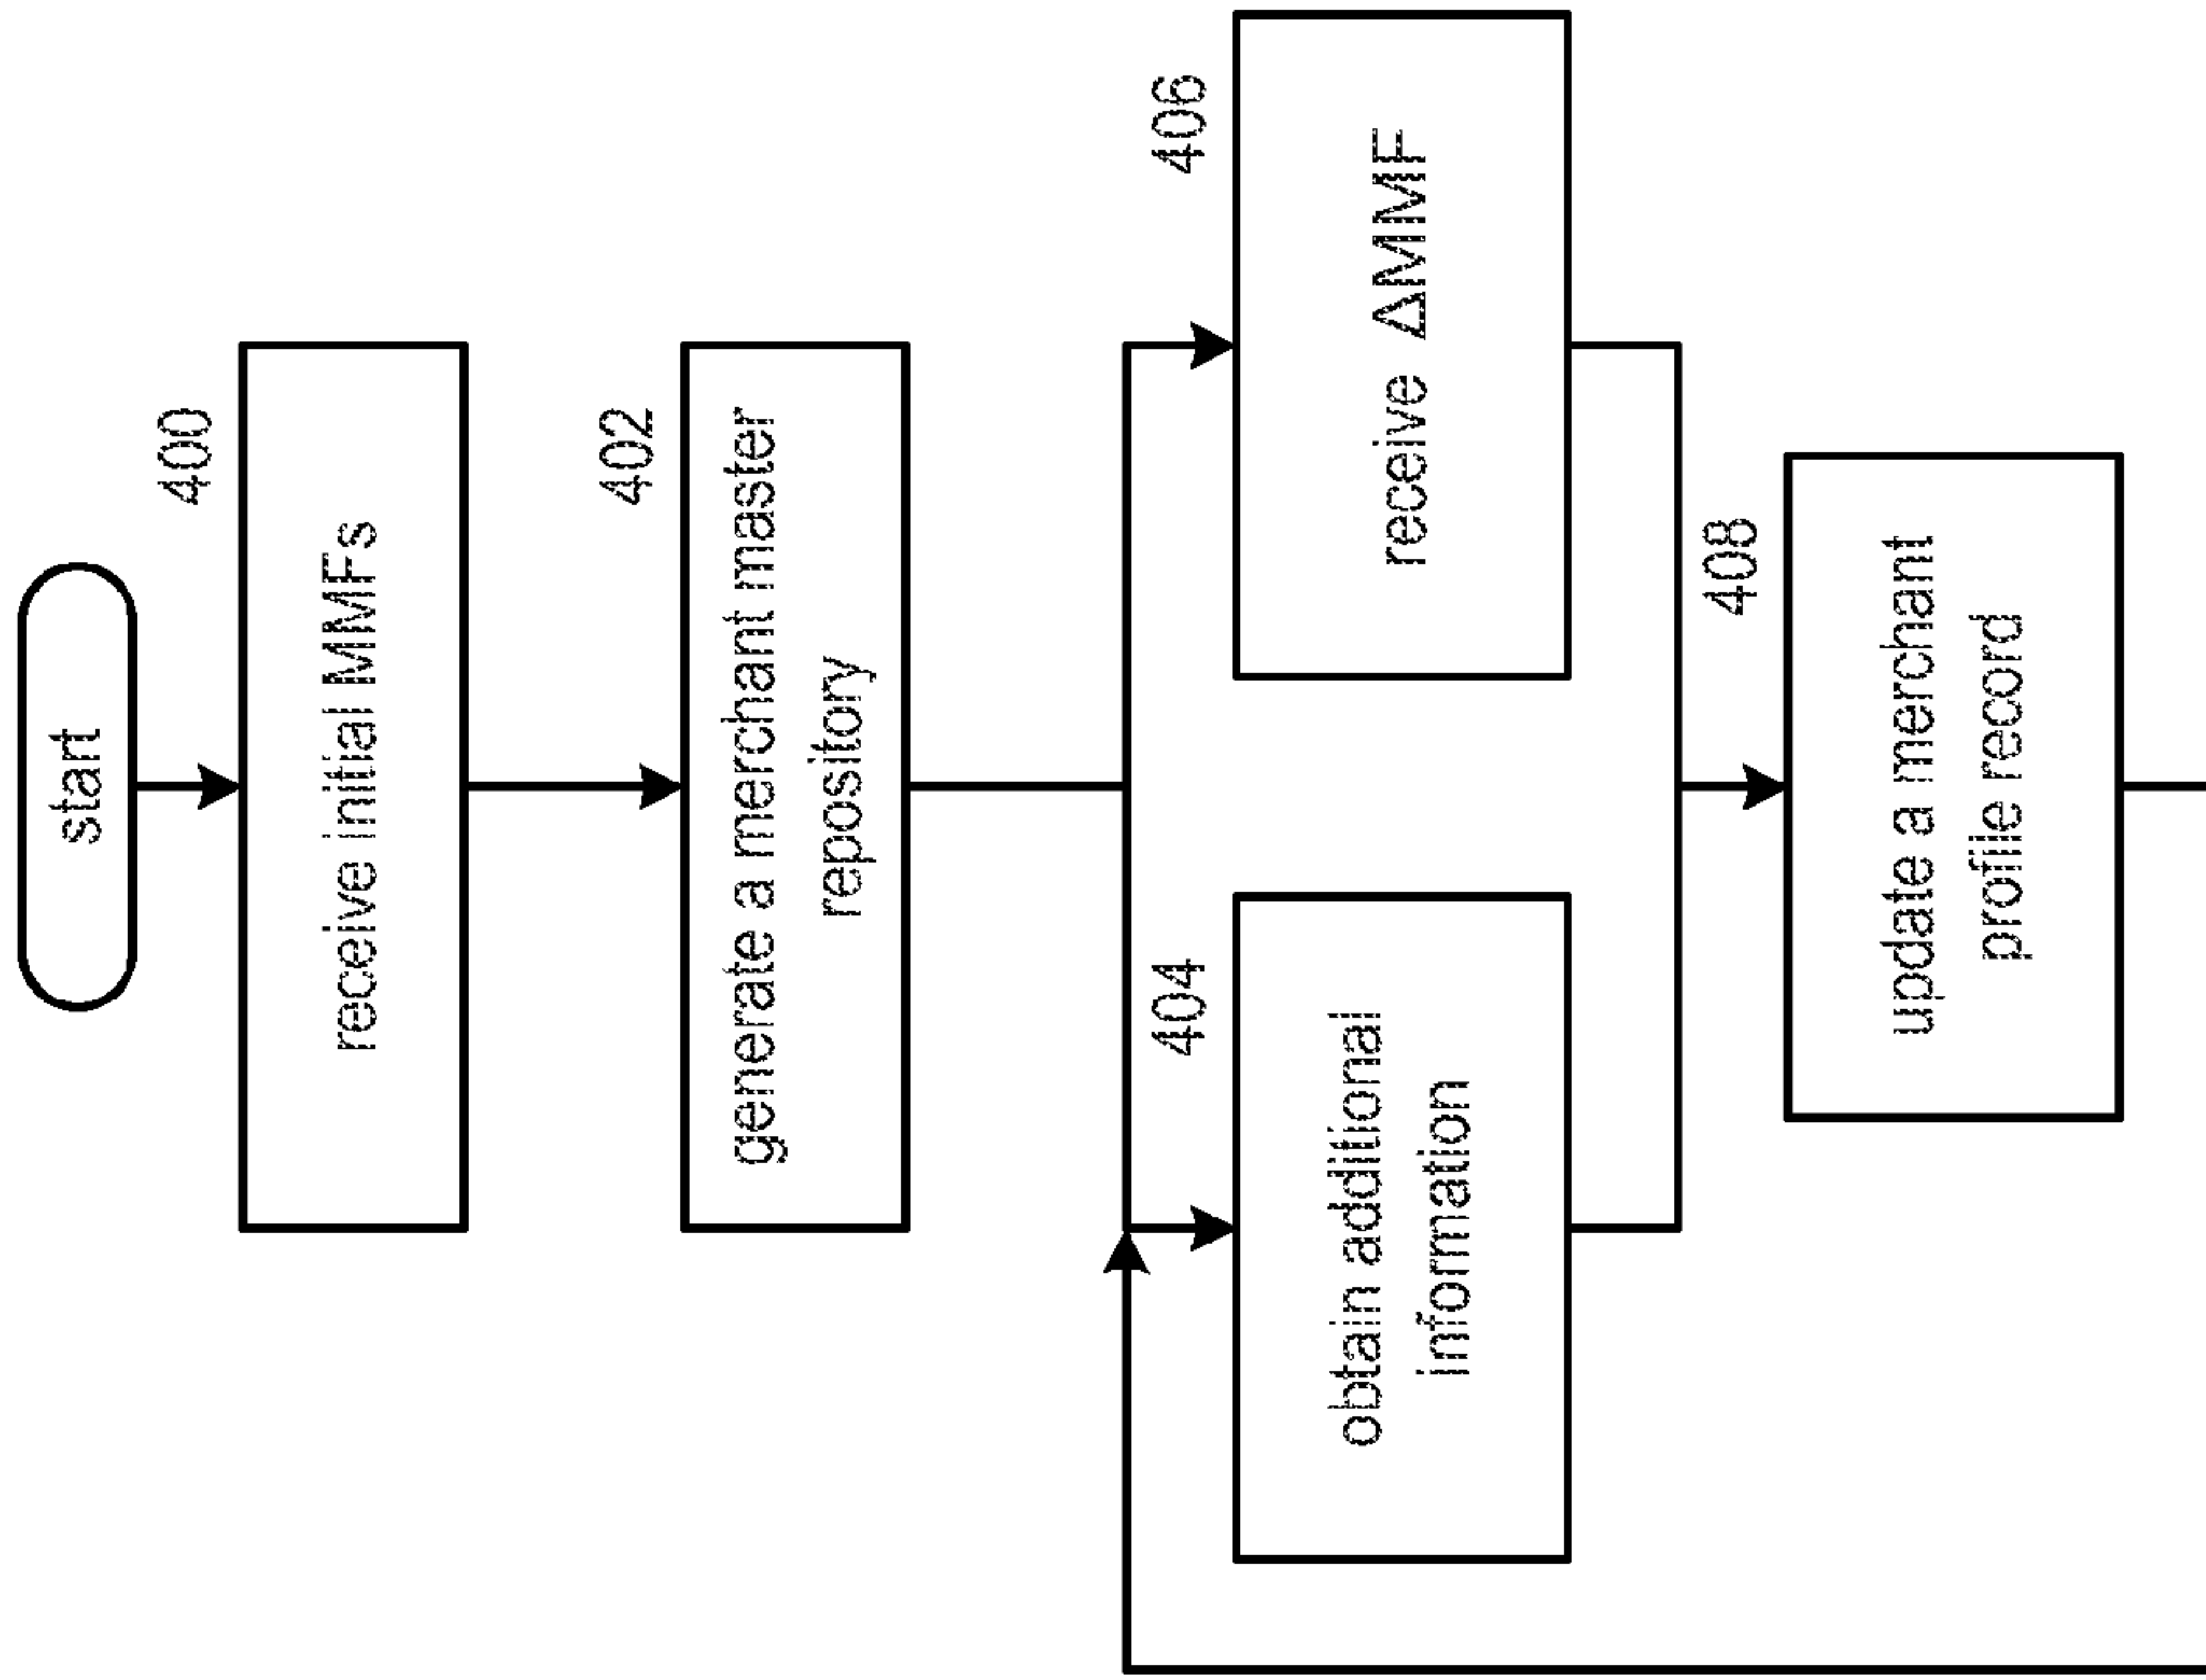 start
400
receive initial MMFs
402
generate a merchant master
repository
404
obtain additional
information
406
receive ΔMMF
408
update a merchant
profile record